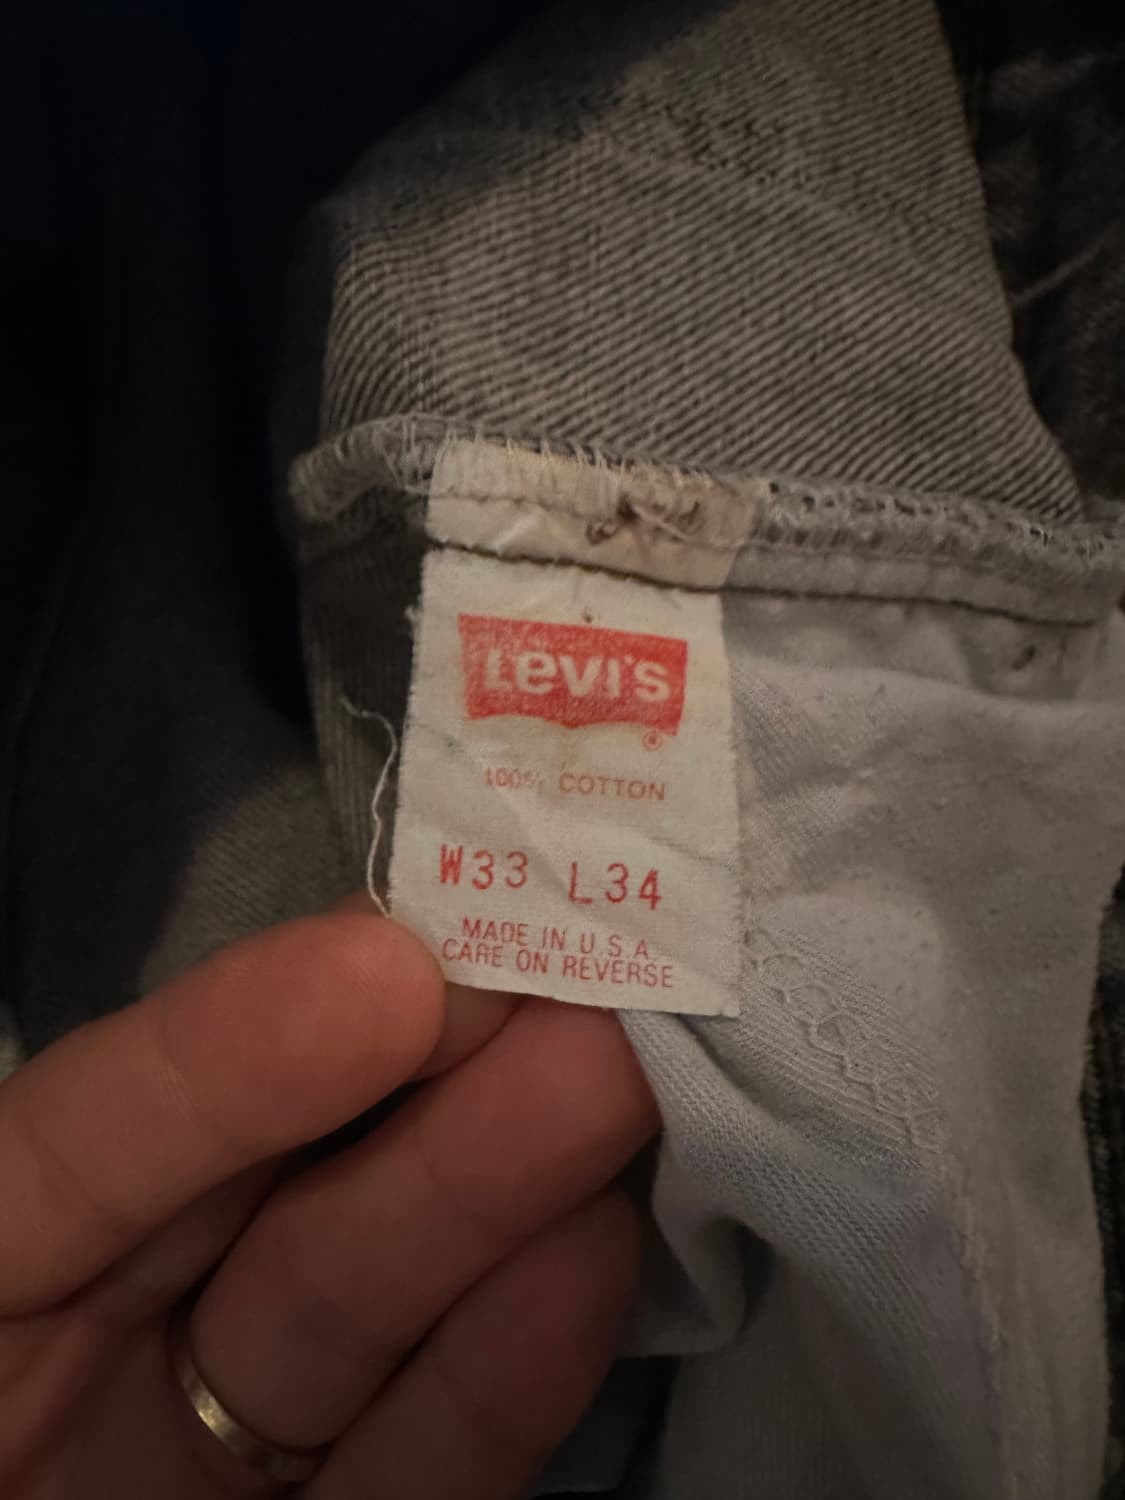 Levi's
®
100% COTTON
W33 L34
MADE IN U.S.A.
CARE ON REVERSE